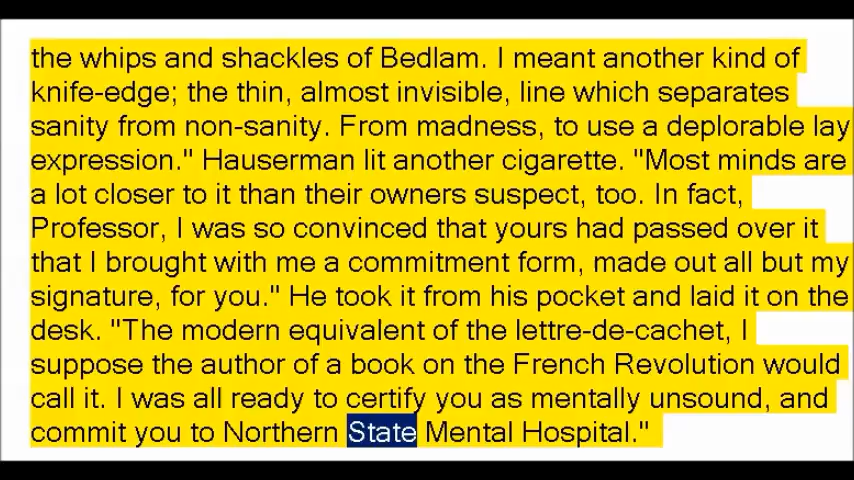 the whips and shackles of Bedlam. I meant another kind of
knife-edge; the thin, almost invisible, line which separates
sanity from non-sanity. From madness, to use a deplorable lay
expression." Hauserman lit another cigarette. "Most minds are
a lot closer to it than their owners suspect, too. In fact,
Professor, I was so convinced that yours had passed over it
that I brought with me a commitment form, made out all but my
signature, for you." He took it from his pocket and laid it on the
desk. "The modern equivalent of the lettre-de-cachet, I
suppose the author of a book on the French Revolution would
call it. I was all ready to certify you as mentally unsound, and
commit you to Northern State Mental Hospital."